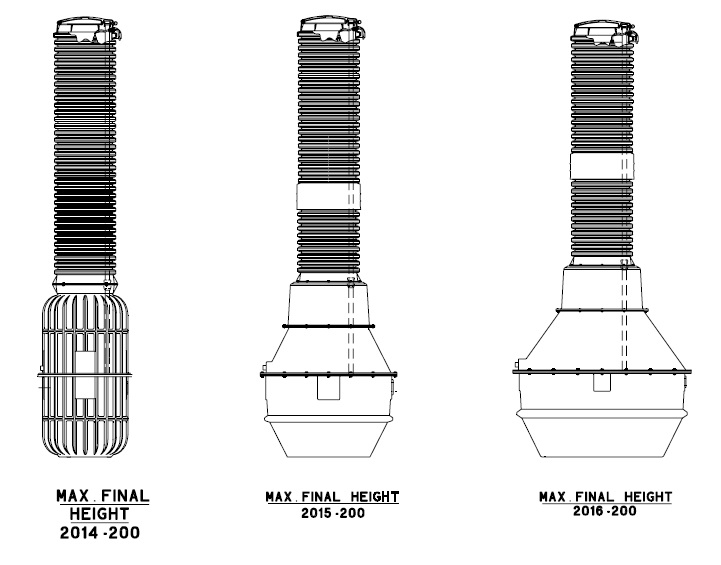 MAX. FINAL
HEIGHT
2014-200
MAX. FINAL HEIGHT
2015-200
MAX. FINAL HEIGHT
2016-200